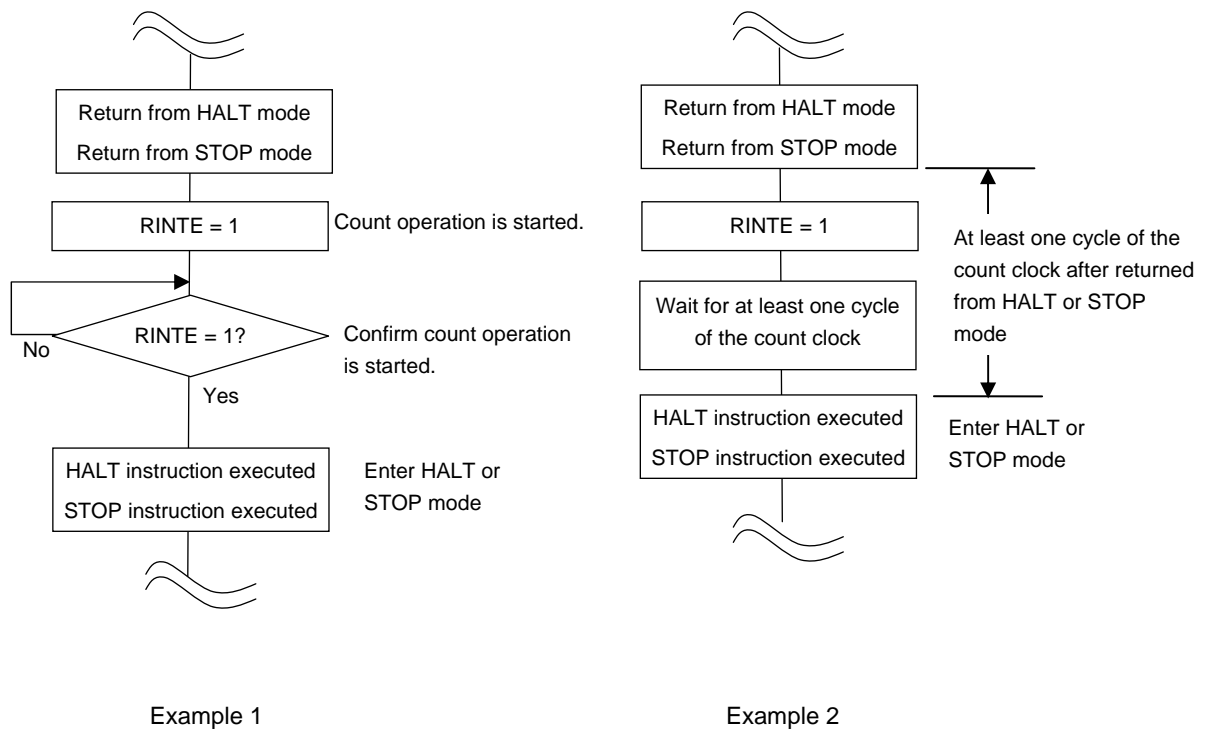 Return from HALT mode
Return from STOP mode
RINTE = 1
Count operation is started.
RINTE = 1?
No
Confirm count operation
is started.
Yes
HALT instruction executed
STOP instruction executed
Enter HALT or
STOP mode
Example 1
Return from HALT mode
Return from STOP mode
RINTE = 1
At least one cycle of the
count clock after returned
from HALT or STOP
mode
Wait for at least one cycle
of the count clock
HALT instruction executed
STOP instruction executed
Enter HALT or
STOP mode
Example 2